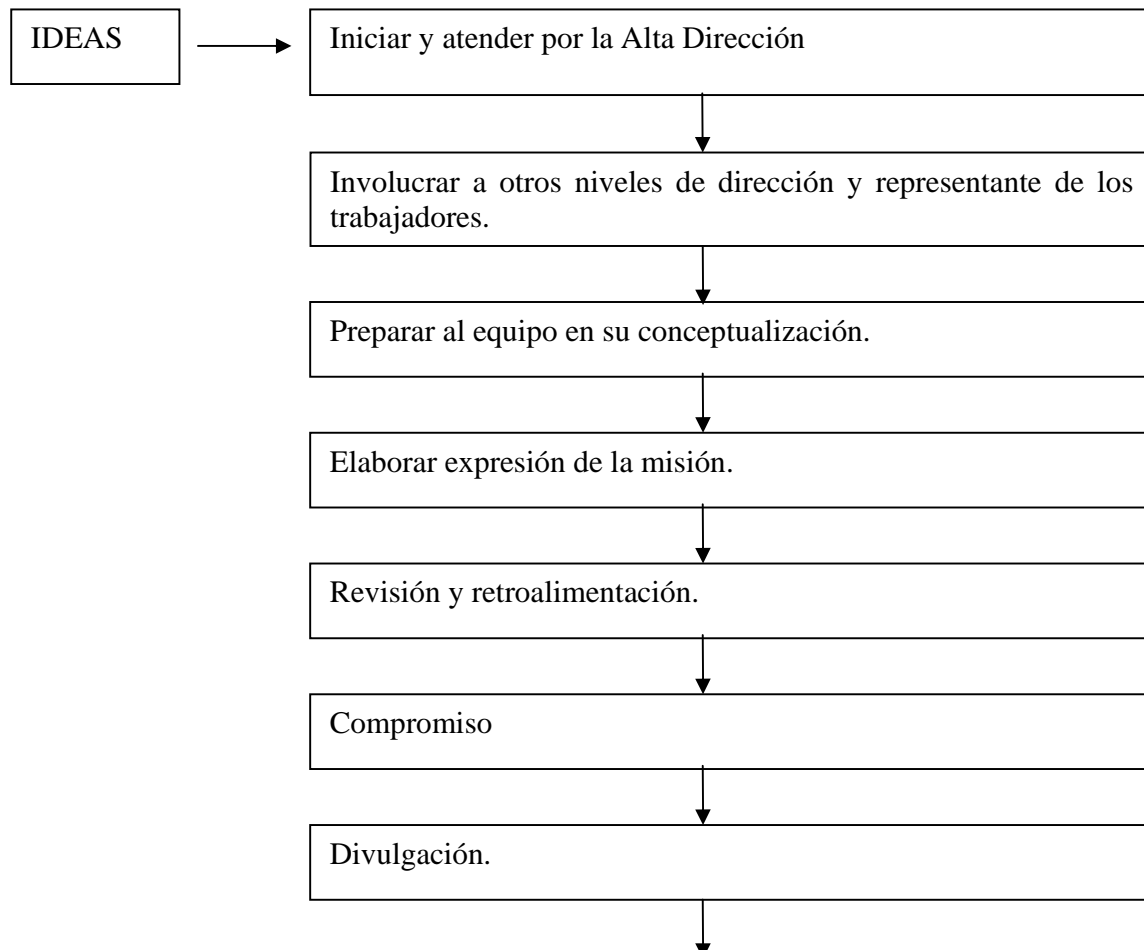 IDEAS
Iniciar y atender por la Alta Dirección
Involucrar a otros niveles de dirección y representante de los
trabajadores.
Preparar al equipo en su conceptualización.
Elaborar expresión de la misión.
Revisión y retroalimentación.
Compromiso
Divulgación.